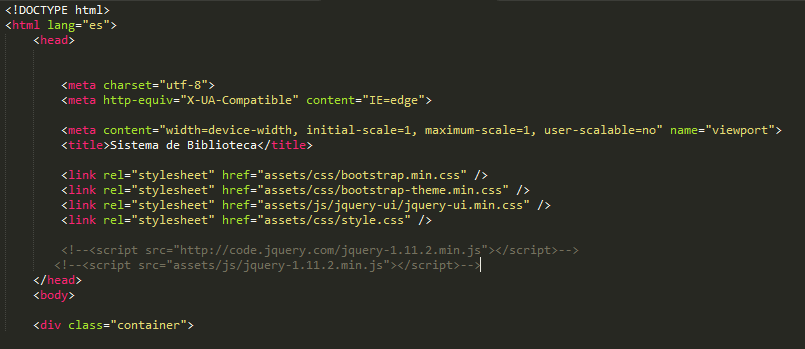 <!DOCTYPE html>
<html lang="es">
<head>
<meta charset="utf-8">
<meta http-equiv="X-UA-Compatible" content="IE=edge">
<meta content="width=device-width, initial-scale=1, maximum-scale=1, user-scalable=no" name="viewport">
<title>Sistema de Biblioteca</title>
<link rel="stylesheet" href="assets/css/bootstrap.min.css" />
<link rel="stylesheet" href="assets/css/bootstrap-theme.min.css" />
<link rel="stylesheet" href="assets/js/jquery-ui/jquery-ui.min.css" />
<link rel="stylesheet" href="assets/css/style.css" />
<!--<script src="http://code.jquery.com/jquery-1.11.2.min.js"></script>-->
<!--<script src="assets/js/jquery-1.11.2.min.js"></script>-->
</head>
<body>
<div class="container">